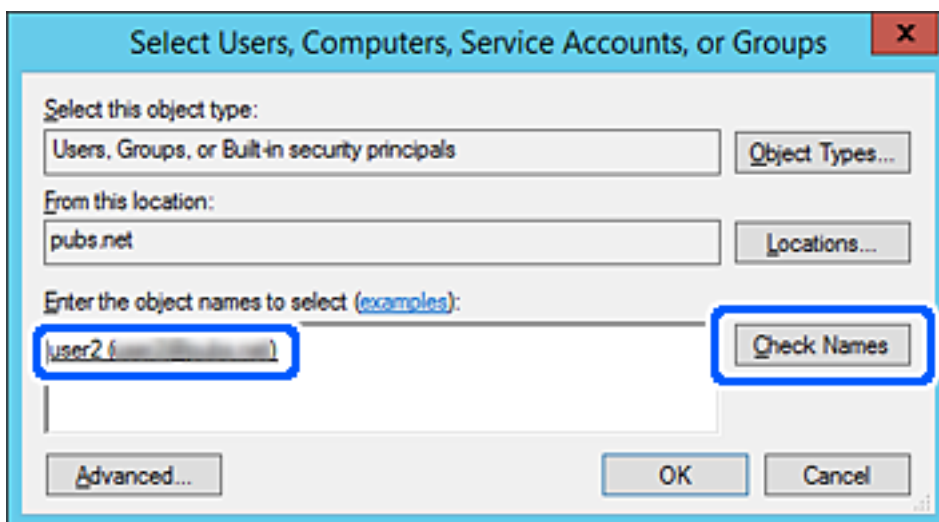 Select Users, Computers, Service Accounts, or Groups
x
Select this object type:
Users, Groups, or Built-in security principals
Object Types...
From this location:
pubs.net
Locations...
Enter the object names to select (examples):
user2 (
)
Check Names
Advanced...
OK
Cancel